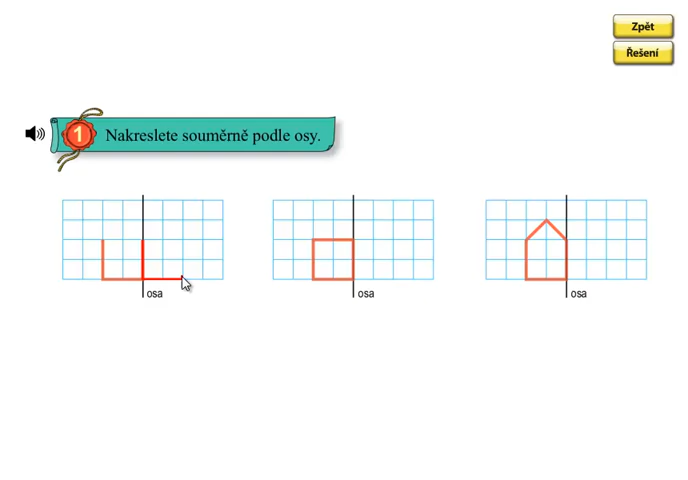 Zpět
Řešení
1 Nakreslete souměrně podle osy.
osa
osa
osa